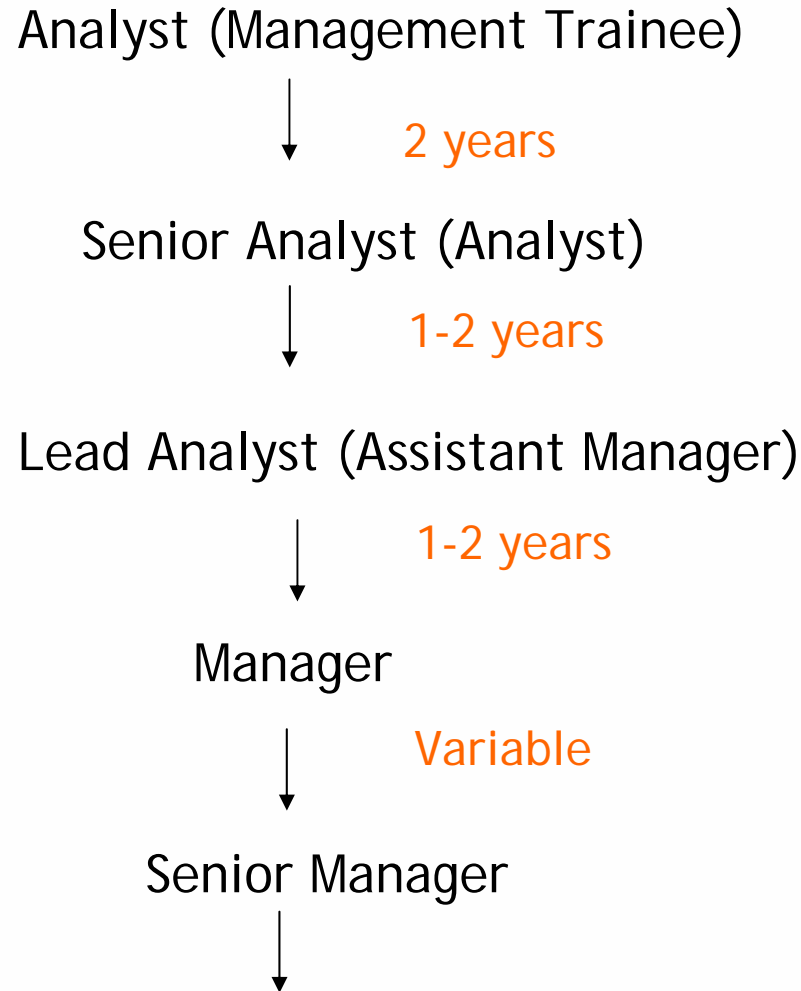 Analyst (Management Trainee)
2 years
Senior Analyst (Analyst)
1-2 years
Lead Analyst (Assistant Manager)
1-2 years
Manager
Variable
Senior Manager